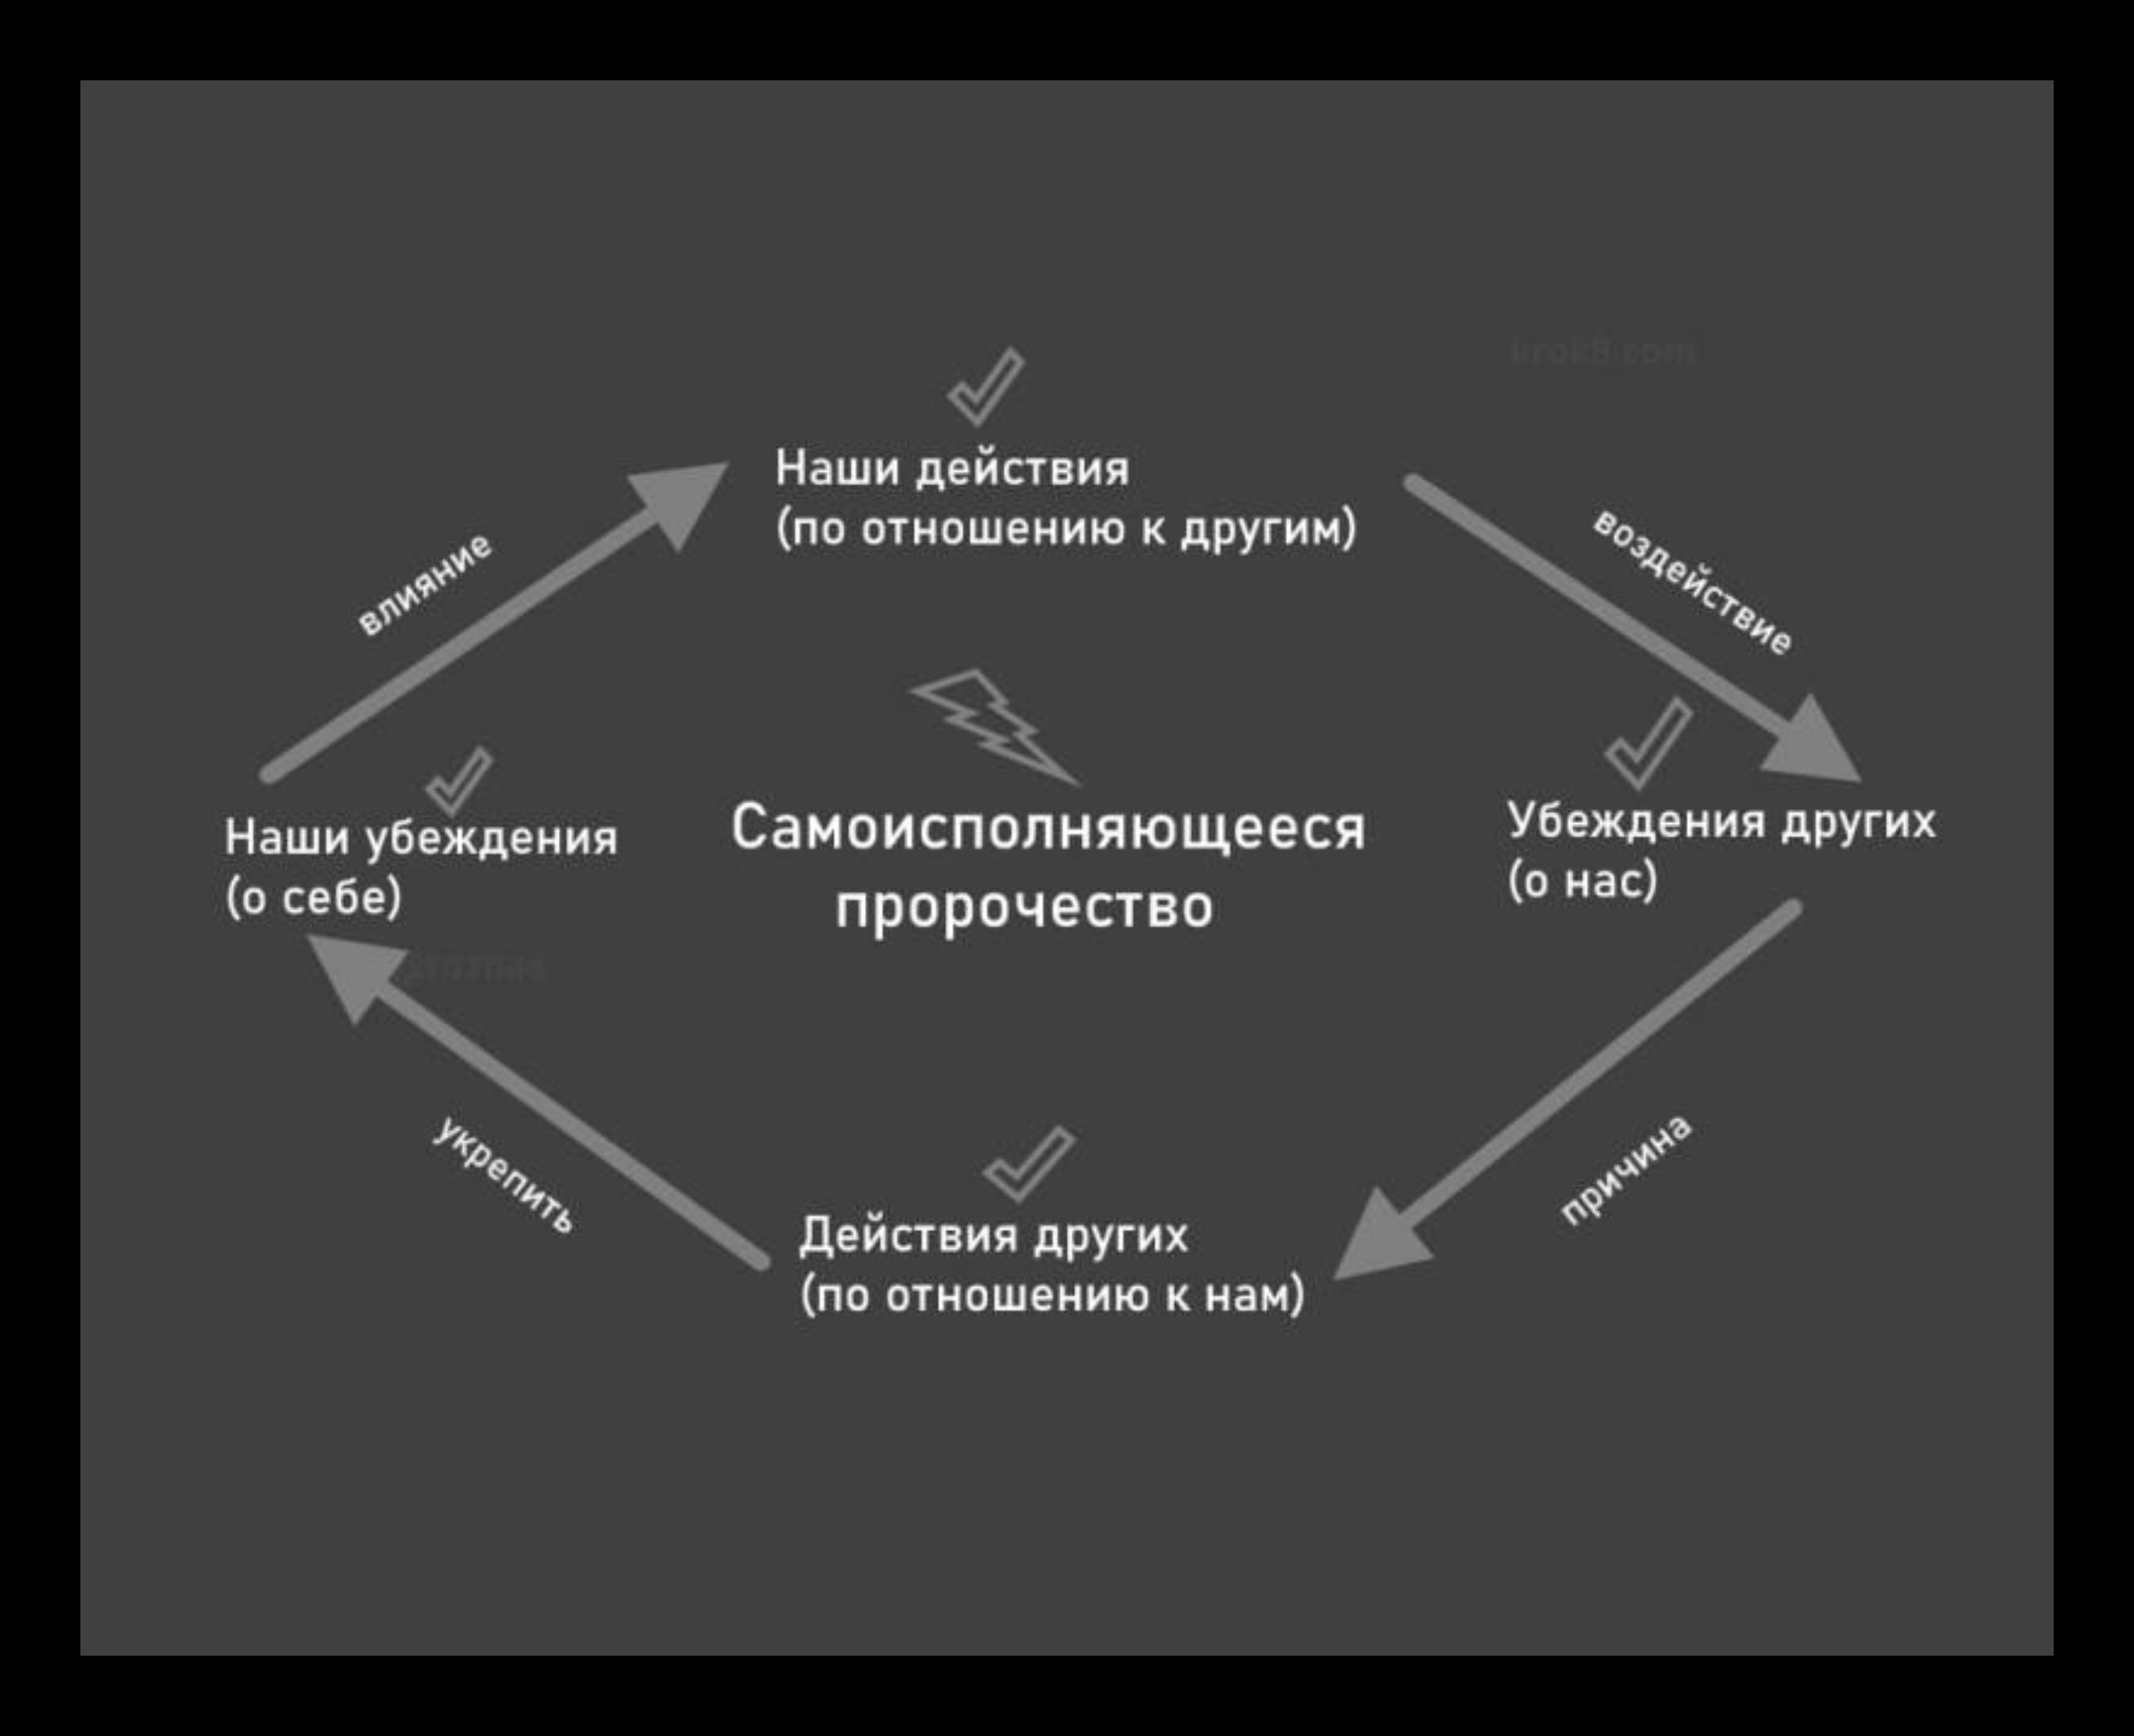 Наши действия
(по отношению к другим)
влияние
воздействие
Наши убеждения
(о себе)
Самоисполняющееся
пророчество
Убеждения других
(о нас)
укрепить
причина
Действия других
(по отношению к нам)